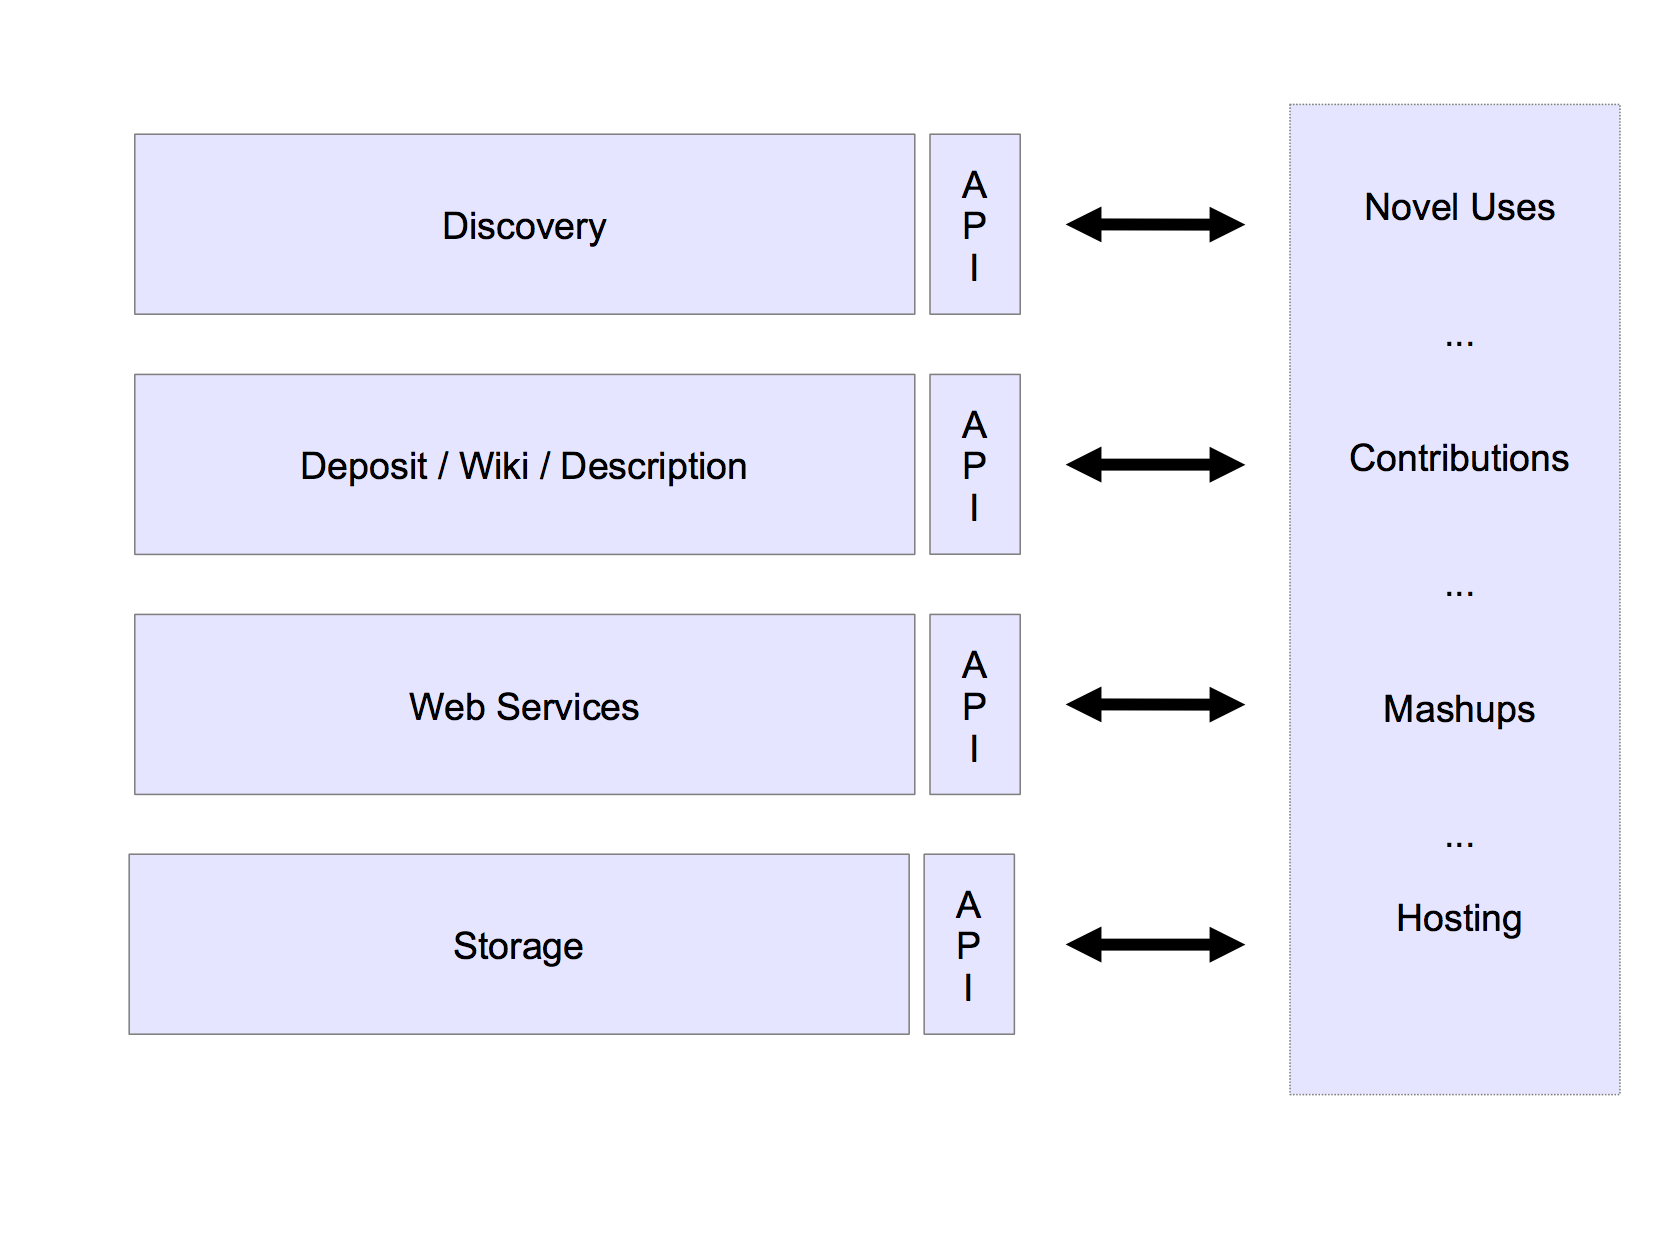 Discovery
A
P
I
Novel Uses
...
Deposit / Wiki / Description
A
P
I
Contributions
...
Web Services
A
P
I
Mashups
...
Storage
A
P
I
Hosting